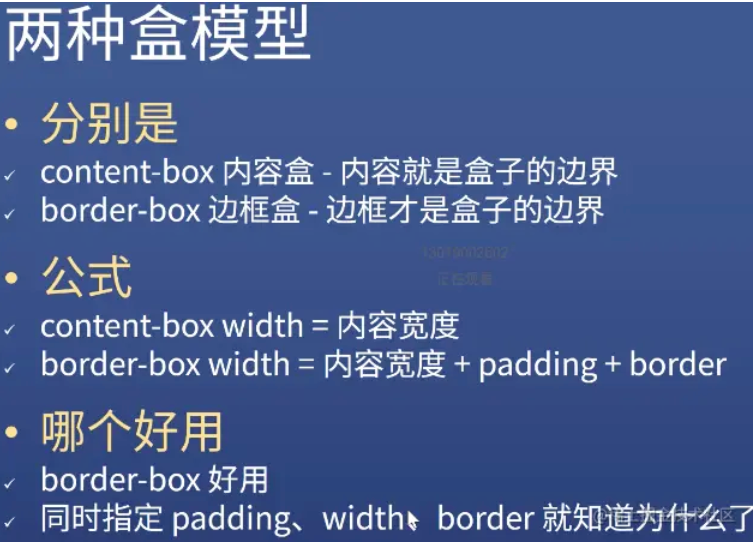 两种盒模型
• 分别是
✓ content-box 内容盒 - 内容就是盒子的边界
✓ border-box 边框盒 - 边框才是盒子的边界
正在观看
• 公式
✓ content-box width = 内容宽度
✓ border-box width = 内容宽度 + padding + border
• 哪个好用
✓ border-box 好用
✓ 同时指定 padding、width、border 就知道为什么了